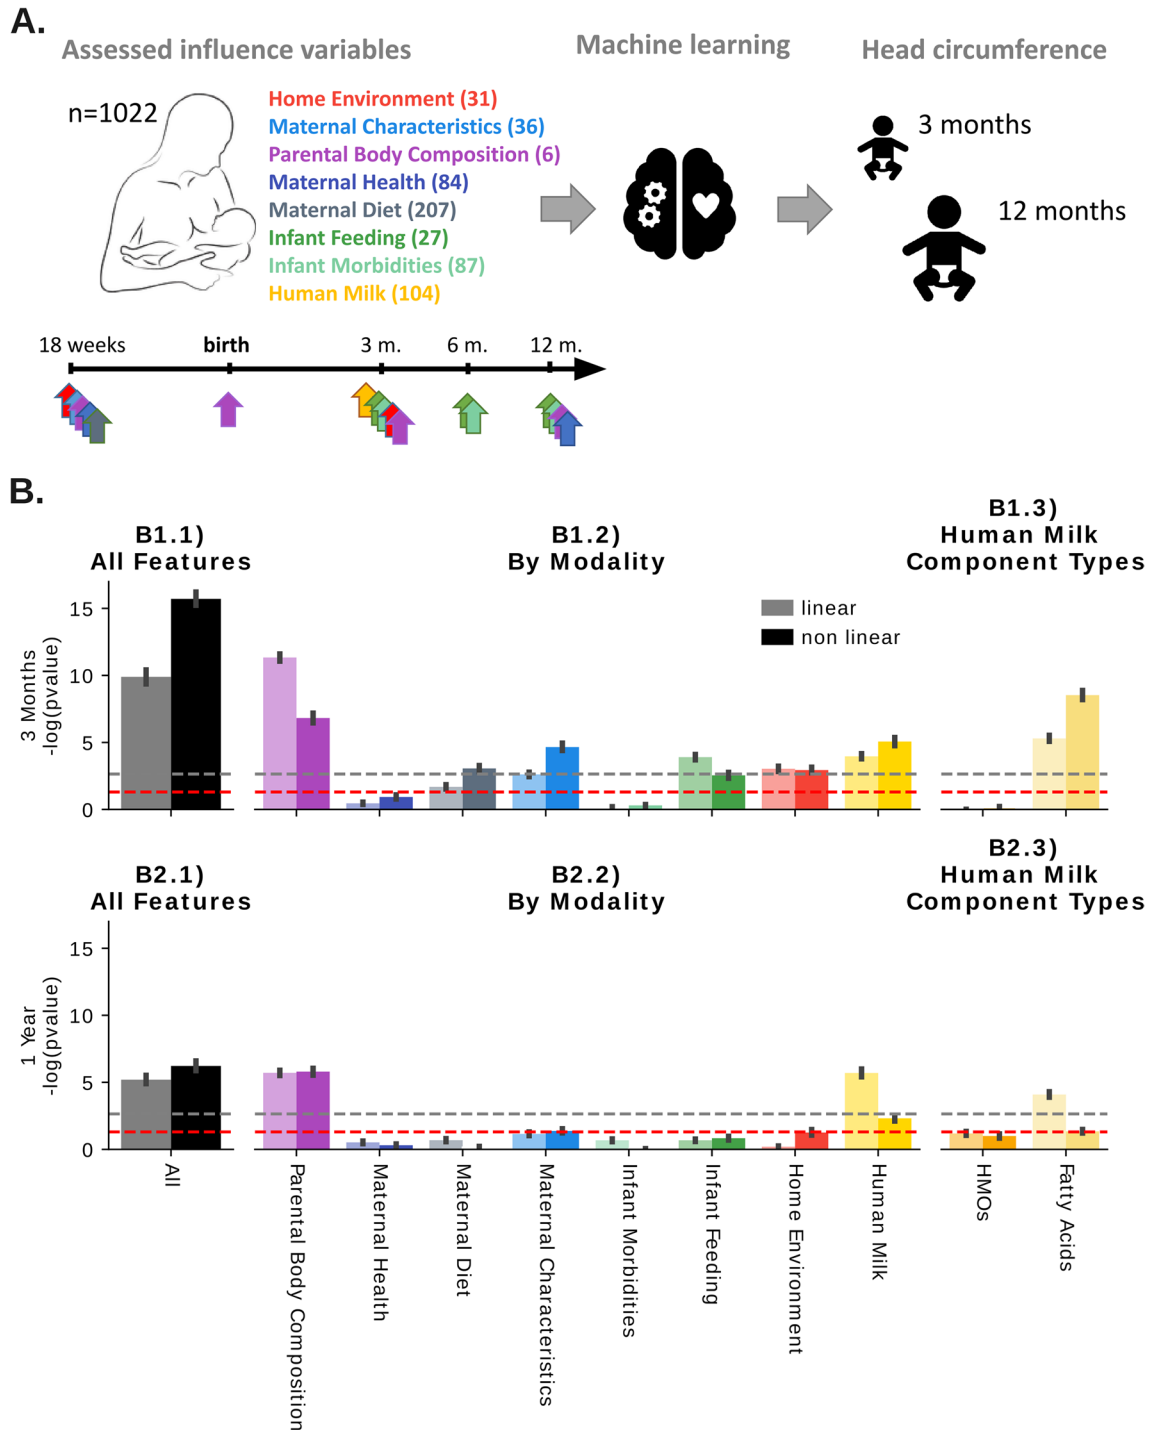 A.
Assessed influence variables
Machine learning
Head circumference
n=1022
Home Environment (31)
Maternal Characteristics (36)
Parental Body Composition (6)
Maternal Health (84)
Maternal Diet (207)
Infant Feeding (27)
Infant Morbidities (87)
Human Milk (104)
3 months
12 months
18 weeks
birth
3 m.
6 m.
12 m.
B.
B1.1)
All Features
B1.2)
By Modality
B1.3)
Human Milk
Component Types
linear
non linear
3 Months
-log(pvalue)
15
10
5
0
B2.1)
All Features
B2.2)
By Modality
B2.3)
Human Milk
Component Types
1 Year
-log(pvalue)
15
10
5
0
All
Parental Body Composition
Maternal Health
Maternal Diet
Maternal Characteristics
Infant Morbidities
Infant Feeding
Home Environment
Human Milk
HMOs
Fatty Acids